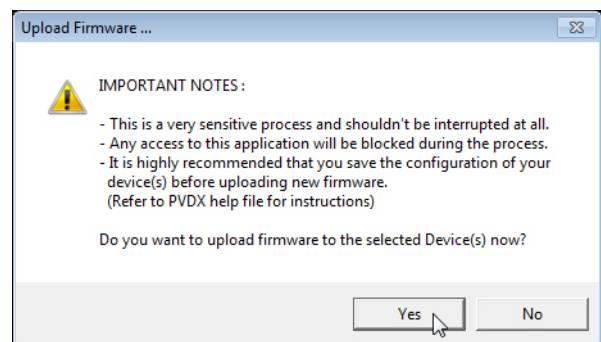 Upload Firmware ...
IMPORTANT NOTES :
- This is a very sensitive process and shouldn't be interrupted at all.
- Any access to this application will be blocked during the process.
- It is highly recommended that you save the configuration of your
device(s) before uploading new firmware.
(Refer to PVDX help file for instructions)
Do you want to upload firmware to the selected Device(s) now?
Yes
No